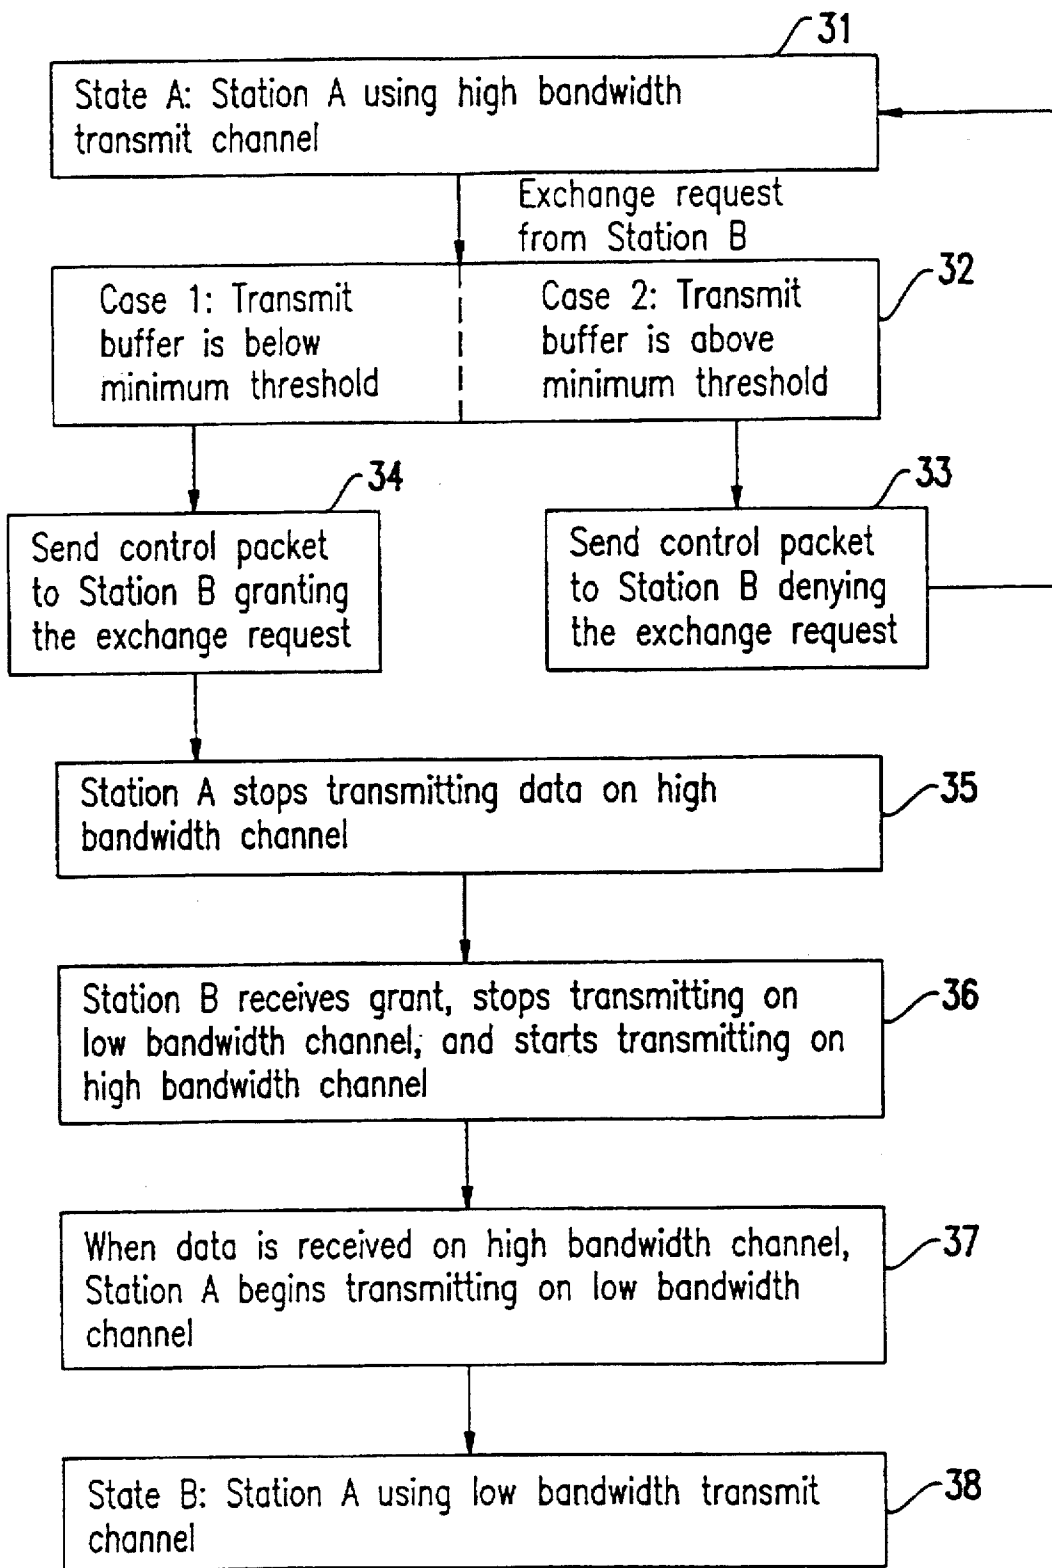 31
State A: Station A using high bandwidth
transmit channel
Exchange request
from Station B
32
Case 1: Transmit
buffer is below
minimum threshold
Case 2: Transmit
buffer is above
minimum threshold
34
Send control packet
to Station B granting
the exchange request
33
Send control packet
to Station B denying
the exchange request
Station A stops transmitting data on high
bandwidth channel
35
Station B receives grant, stops transmitting on
low bandwidth channel, and starts transmitting on
high bandwidth channel
36
When data is received on high bandwidth channel,
Station A begins transmitting on low bandwidth
channel
37
State B: Station A using low bandwidth transmit
channel
38